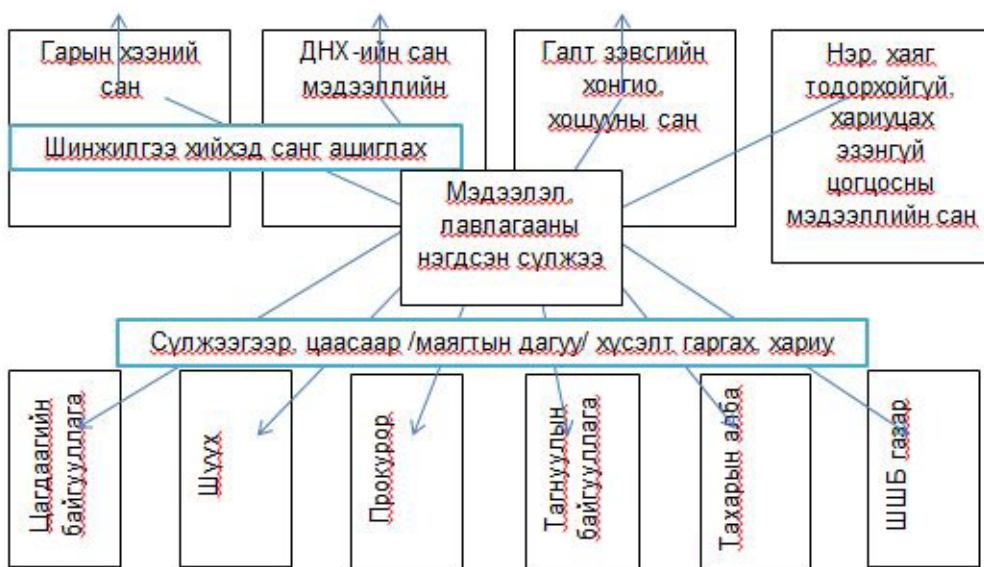 Гарын хээний
сан
ДНХ-ийн сан
мэдээллийн
Галт зэвсгийн
хонгио,
хошууны сан
Нэр, хаяг
тодорхойгүй,
хариуцах
эзэнгүй
цогцосны
мэдээллийн сан
Шинжилгээ хийхэд санг ашиглах
Мэдээлэл,
лавлагааны
нэгдсэн сүлжээ
Сүлжээгээр, цаасаар /маягтын дагуу/ хүсэлт гаргах, хариу
Цагдаагийн
байгууллага
Шүүх
Прокурор
Тагнуулын
байгууллага
Тахарын алба
ШШБ газар